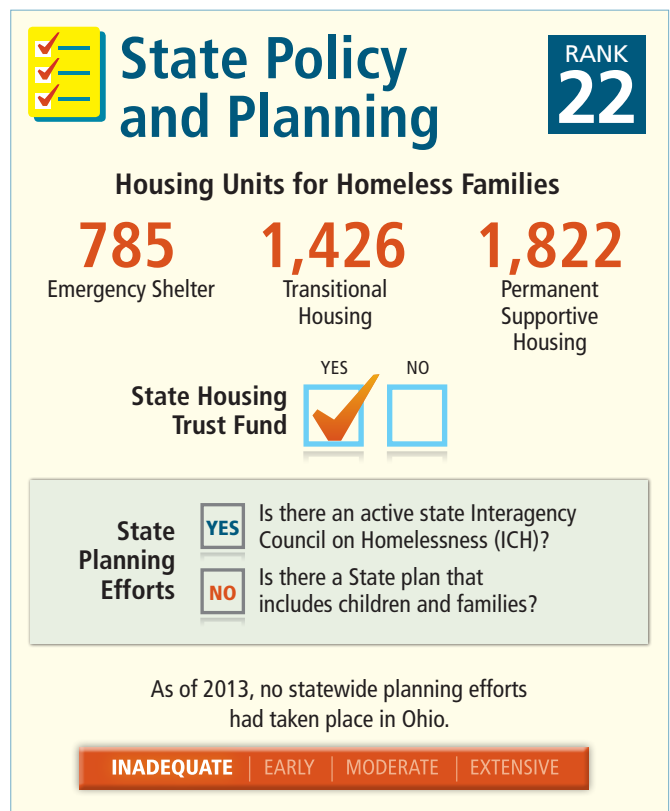 State Policy
and Planning
RANK
22
Housing Units for Homeless Families
785
Emergency Shelter
1,426
Transitional
Housing
1,822
Permanent
Supportive
Housing
State Housing
Trust Fund
YES
NO
State
Planning
Efforts
YES
Is there an active state Interagency
Council on Homelessness (ICH)?
NO
Is there a State plan that
includes children and families?
As of 2013, no statewide planning efforts
had taken place in Ohio.
INADEQUATE | EARLY | MODERATE | EXTENSIVE